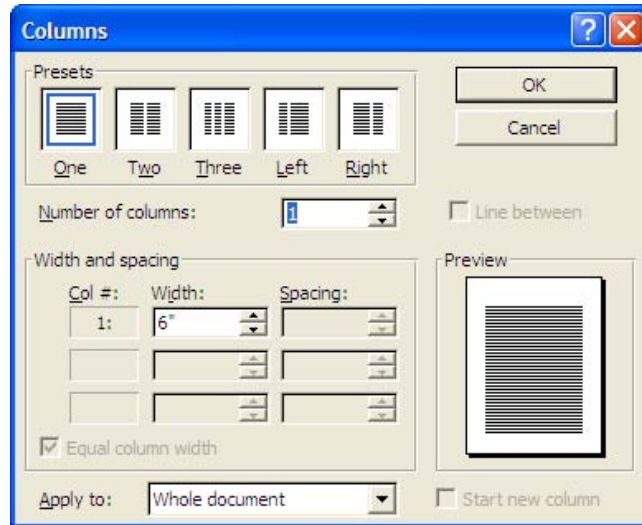 Columns
Presets
OK
Cancel
One Two Three Left Right
Number of columns: 1
Line between
Width and spacing
Preview
Col #: Width: Spacing:
1: 6"
Equal column width
Apply to: Whole document
Start new column